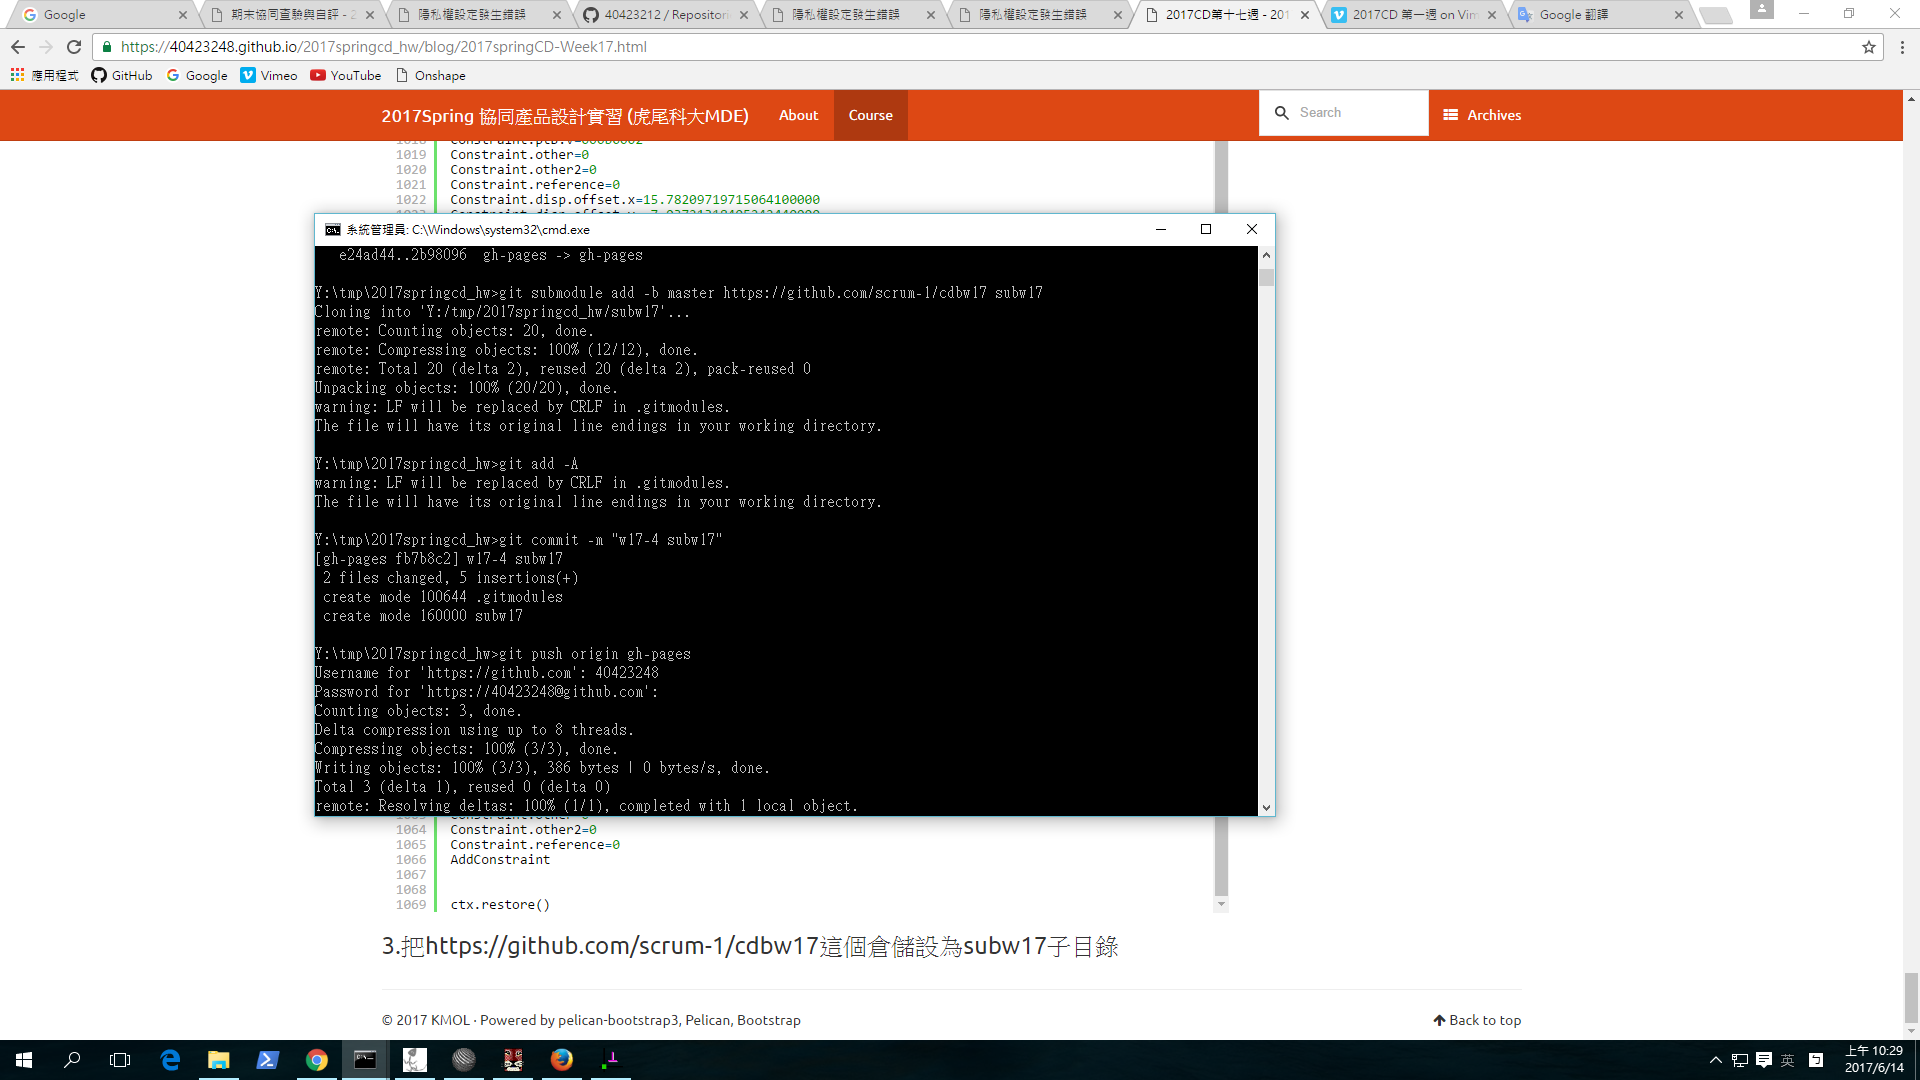 Google
期末協同查驗與自評 - 2
隱私權設定發生錯誤
40423212 / Repositori
隱私權設定發生錯誤
隱私權設定發生錯誤
2017CD第十七週 - 201
2017CD 第一週 on Vim
Google 翻譯
https://40423248.github.io/2017springcd_hw/blog/2017springCD-Week17.html
應用程式
GitHub
Google
Vimeo
YouTube
Onshape
2017Spring 協同產品設計實習 (虎尾科大MDE)
About
Course
Search
Archives
1019 Constraint.other=0
1020 Constraint.other2=0
1021 Constraint.reference=0
1022 Constraint.disp.offset.x=15.78209719715064100000
系統管理員: C:\Windows\system32\cmd.exe
e24ad44..2b98096  gh-pages -> gh-pages
Y:\tmp\2017springcd_hw>git submodule add -b master https://github.com/scrum-1/cdbw17 subw17
Cloning into 'Y:/tmp/2017springcd_hw/subw17'...
remote: Counting objects: 20, done.
remote: Compressing objects: 100% (12/12), done.
remote: Total 20 (delta 2), reused 20 (delta 2), pack-reused 0
Unpacking objects: 100% (20/20), done.
warning: LF will be replaced by CRLF in .gitmodules.
The file will have its original line endings in your working directory.
Y:\tmp\2017springcd_hw>git add -A
warning: LF will be replaced by CRLF in .gitmodules.
The file will have its original line endings in your working directory.
Y:\tmp\2017springcd_hw>git commit -m "w17-4 subw17"
[gh-pages fb7b8c2] w17-4 subw17
2 files changed, 5 insertions(+)
create mode 100644 .gitmodules
create mode 160000 subw17
Y:\tmp\2017springcd_hw>git push origin gh-pages
Username for 'https://github.com': 40423248
Password for 'https://40423248@github.com':
Counting objects: 3, done.
Delta compression using up to 8 threads.
Compressing objects: 100% (3/3), done.
Writing objects: 100% (3/3), 386 bytes | 0 bytes/s, done.
Total 3 (delta 1), reused 0 (delta 0)
remote: Resolving deltas: 100% (1/1), completed with 1 local object.
1064 Constraint.other2=0
1065 Constraint.reference=0
1066 AddConstraint
1067
1068
1069 ctx.restore()
3.把https://github.com/scrum-1/cdbw17這個倉儲設為subw17子目錄
© 2017 KMOL · Powered by pelican-bootstrap3, Pelican, Bootstrap
Back to top
英
上午 10:29
2017/6/14